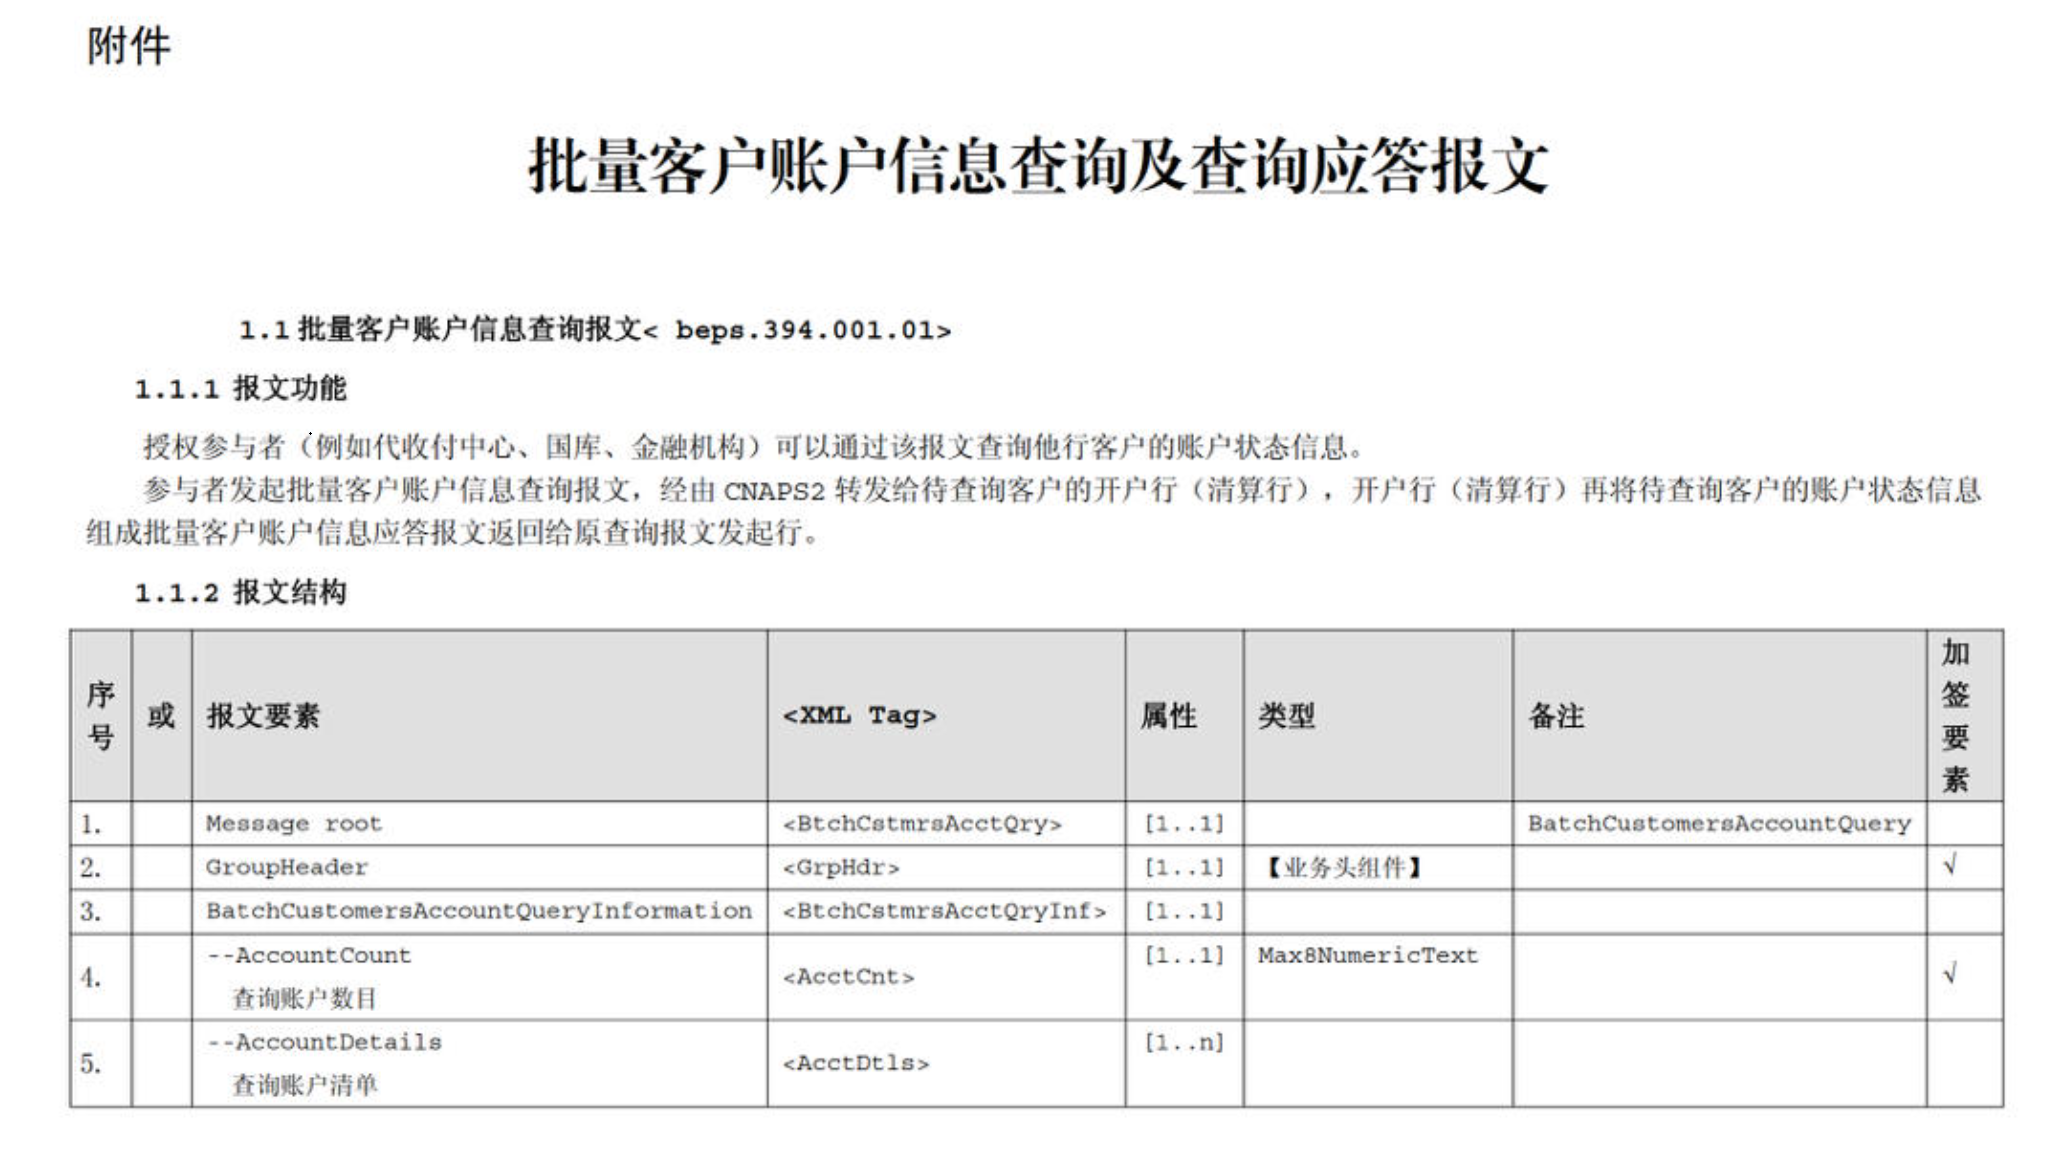 附件
批量客户账户信息查询及查询应答报文
1.1 批量客户账户信息查询报文< beps.394.001.01>
1.1.1 报文功能
授权参与者（例如代收付中心、国库、金融机构）可以通过该报文查询他行客户的账户状态信息。
参与者发起批量客户账户信息查询报文，经由 CNAPS2 转发给待查询客户的开户行（清算行），开户行（清算行）再将待查询客户的账户状态信息
组成批量客户账户信息应答报文返回给原查询报文发起行。
1.1.2 报文结构
序号 或 报文要素 <XML Tag> 属性 类型 备注 加签要素
1. Message root <BtchCstmrsAcctQry> [1..1] BatchCustomersAccountQuery
2. GroupHeader <GrpHdr> [1..1] 【业务头组件】 √
3. BatchCustomersAccountQueryInformation <BtchCstmrsAcctQryInf> [1..1]
4. --AccountCount <AcctCnt> [1..1] Max8NumericText √
查询账户数目
5. --AccountDetails <AcctDtls> [1..n]
查询账户清单